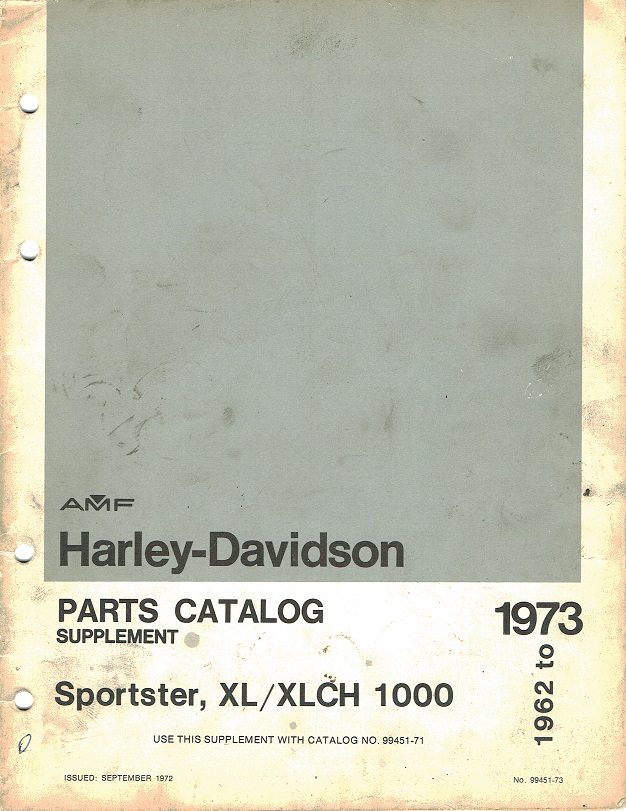 AMF
Harley-Davidson
PARTS CATALOG
SUPPLEMENT
1973
1962 to
Sportster, XL/XLCH 1000
USE THIS SUPPLEMENT WITH CATALOG NO. 99451-71
ISSUED: SEPTEMBER 1972
No. 99451-73